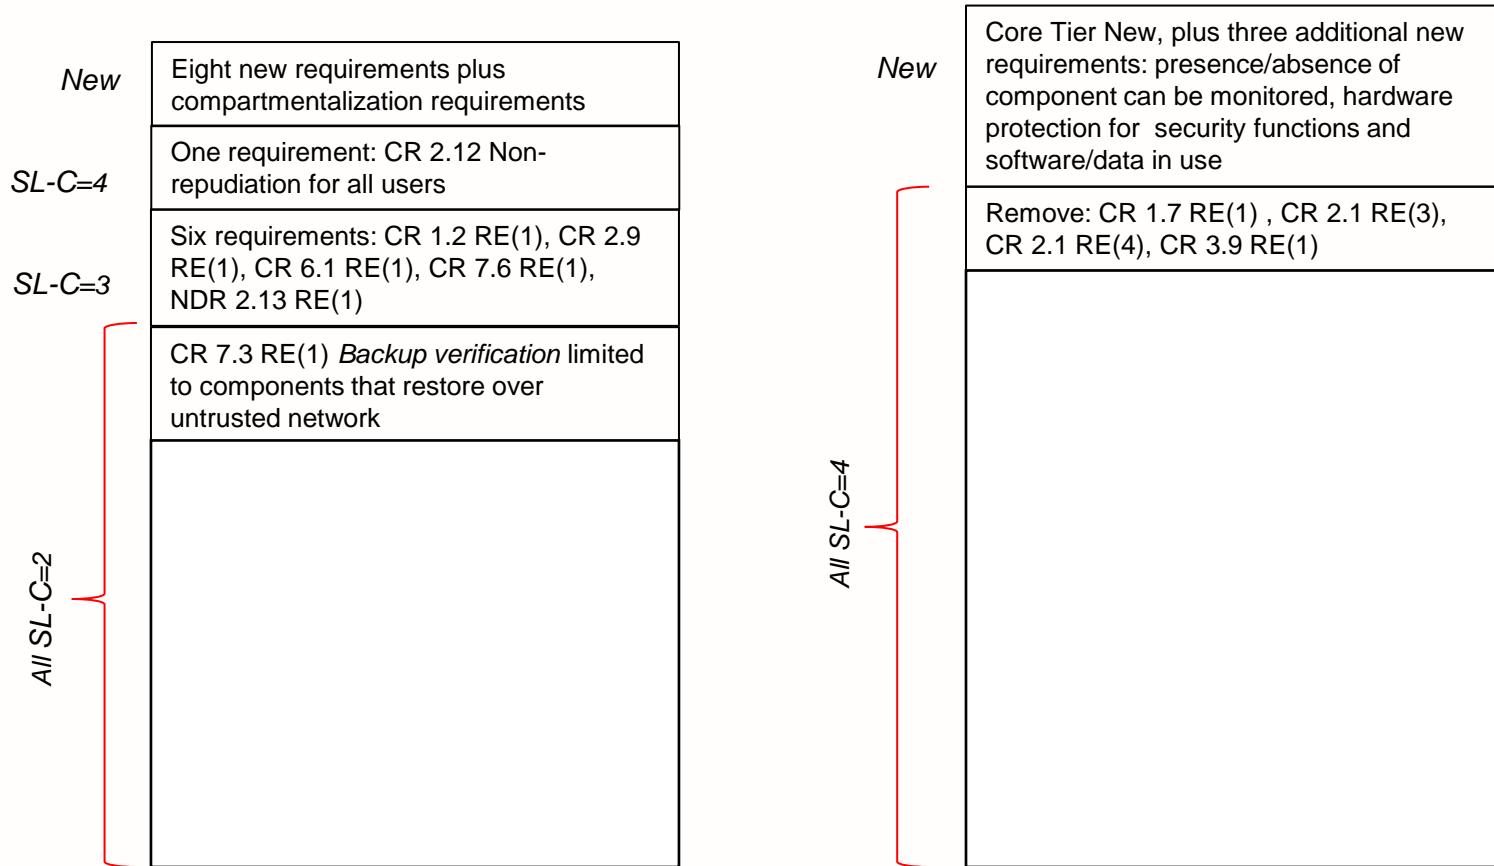 New
Eight new requirements plus
compartmentalization requirements
SL-C=4
One requirement: CR 2.12 Non-
repudiation for all users
SL-C=3
Six requirements: CR 1.2 RE(1), CR 2.9
RE(1), CR 6.1 RE(1), CR 7.6 RE(1),
NDR 2.13 RE(1)
All SL-C=2
CR 7.3 RE(1) Backup verification limited
to components that restore over
untrusted network
New
Core Tier New, plus three additional new
requirements: presence/absence of
component can be monitored, hardware
protection for  security functions and
software/data in use
All SL-C=4
Remove: CR 1.7 RE(1) , CR 2.1 RE(3),
CR 2.1 RE(4), CR 3.9 RE(1)